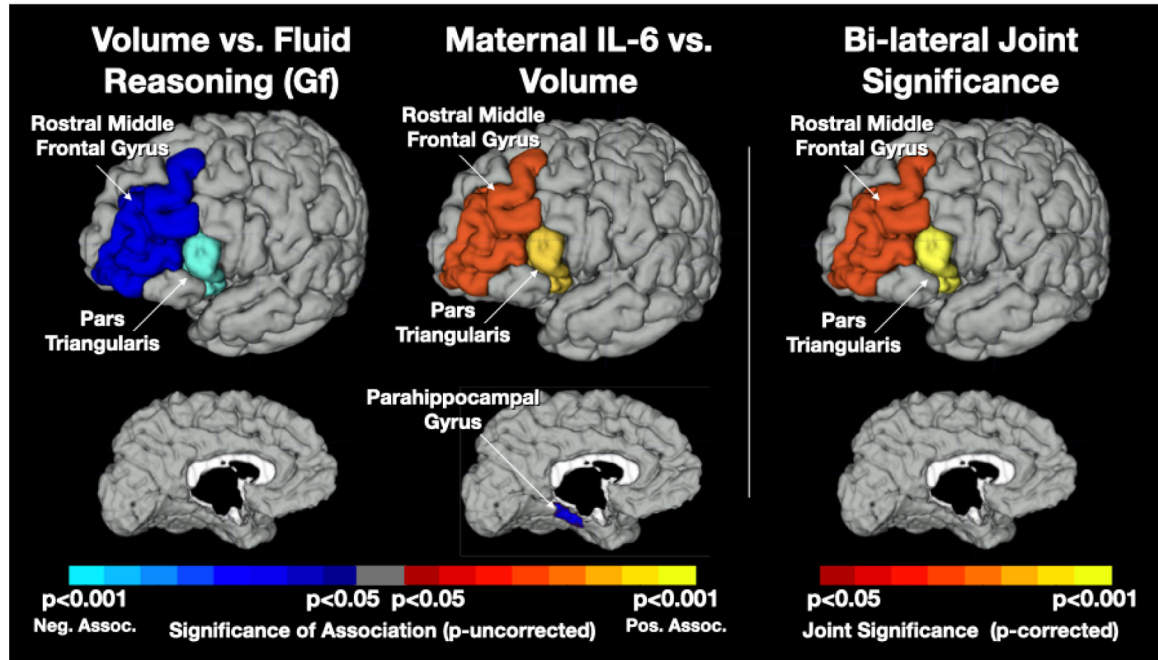 Volume vs. Fluid
Reasoning (Gf)
Rostral Middle
Frontal Gyrus
Pars
Triangularis
Maternal IL-6 vs.
Volume
Rostral Middle
Frontal Gyrus
Pars
Triangularis
Parahippocampal
Gyrus
Bi-lateral Joint
Significance
Rostral Middle
Frontal Gyrus
Pars
Triangularis
p<0.001 p<0.05 p<0.05 p<0.001
Neg. Assoc. Significance of Association (p-uncorrected) Pos. Assoc.
p<0.05 p<0.001
Joint Significance (p-corrected)